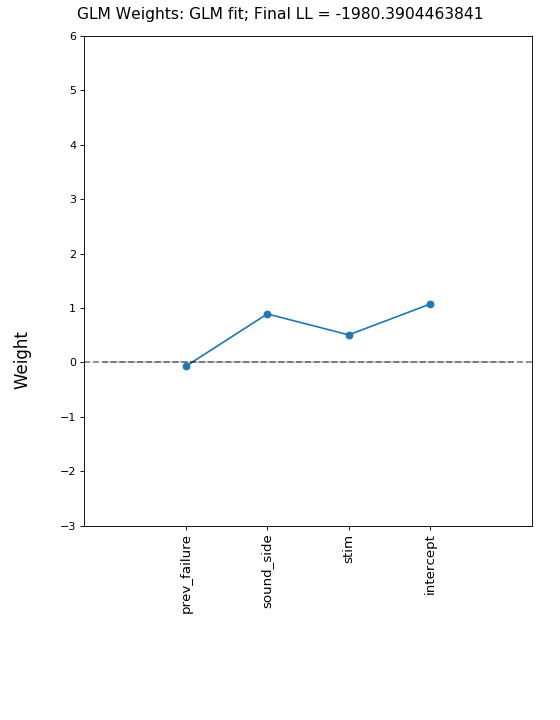 GLM Weights: GLM fit; Final LL = -1980.3904463841
6
5
4
3
2
1
0
−1
−2
−3
Weight
prev_failure
sound_side
stim
intercept